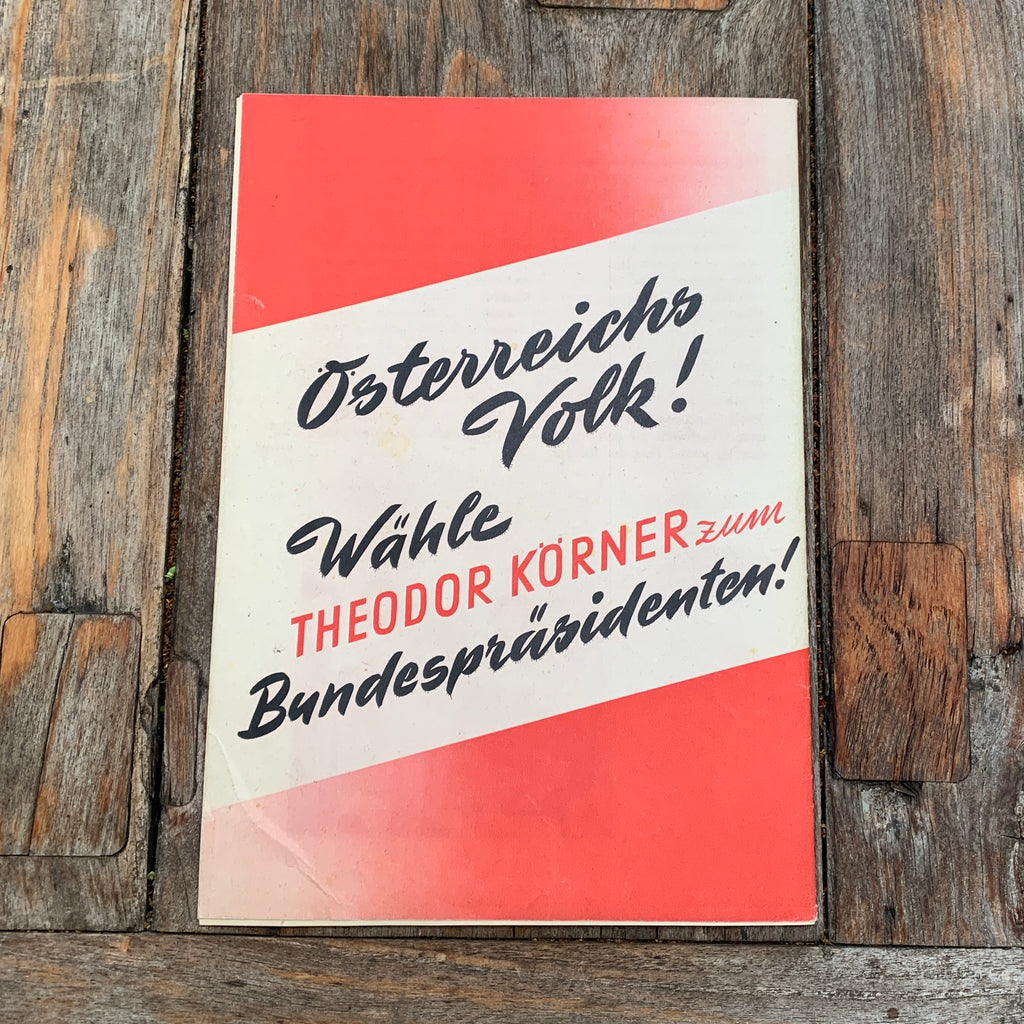 Österreichs
Volk!
Wähle
THEODOR KÖRNER zum
Bundespräsidenten!